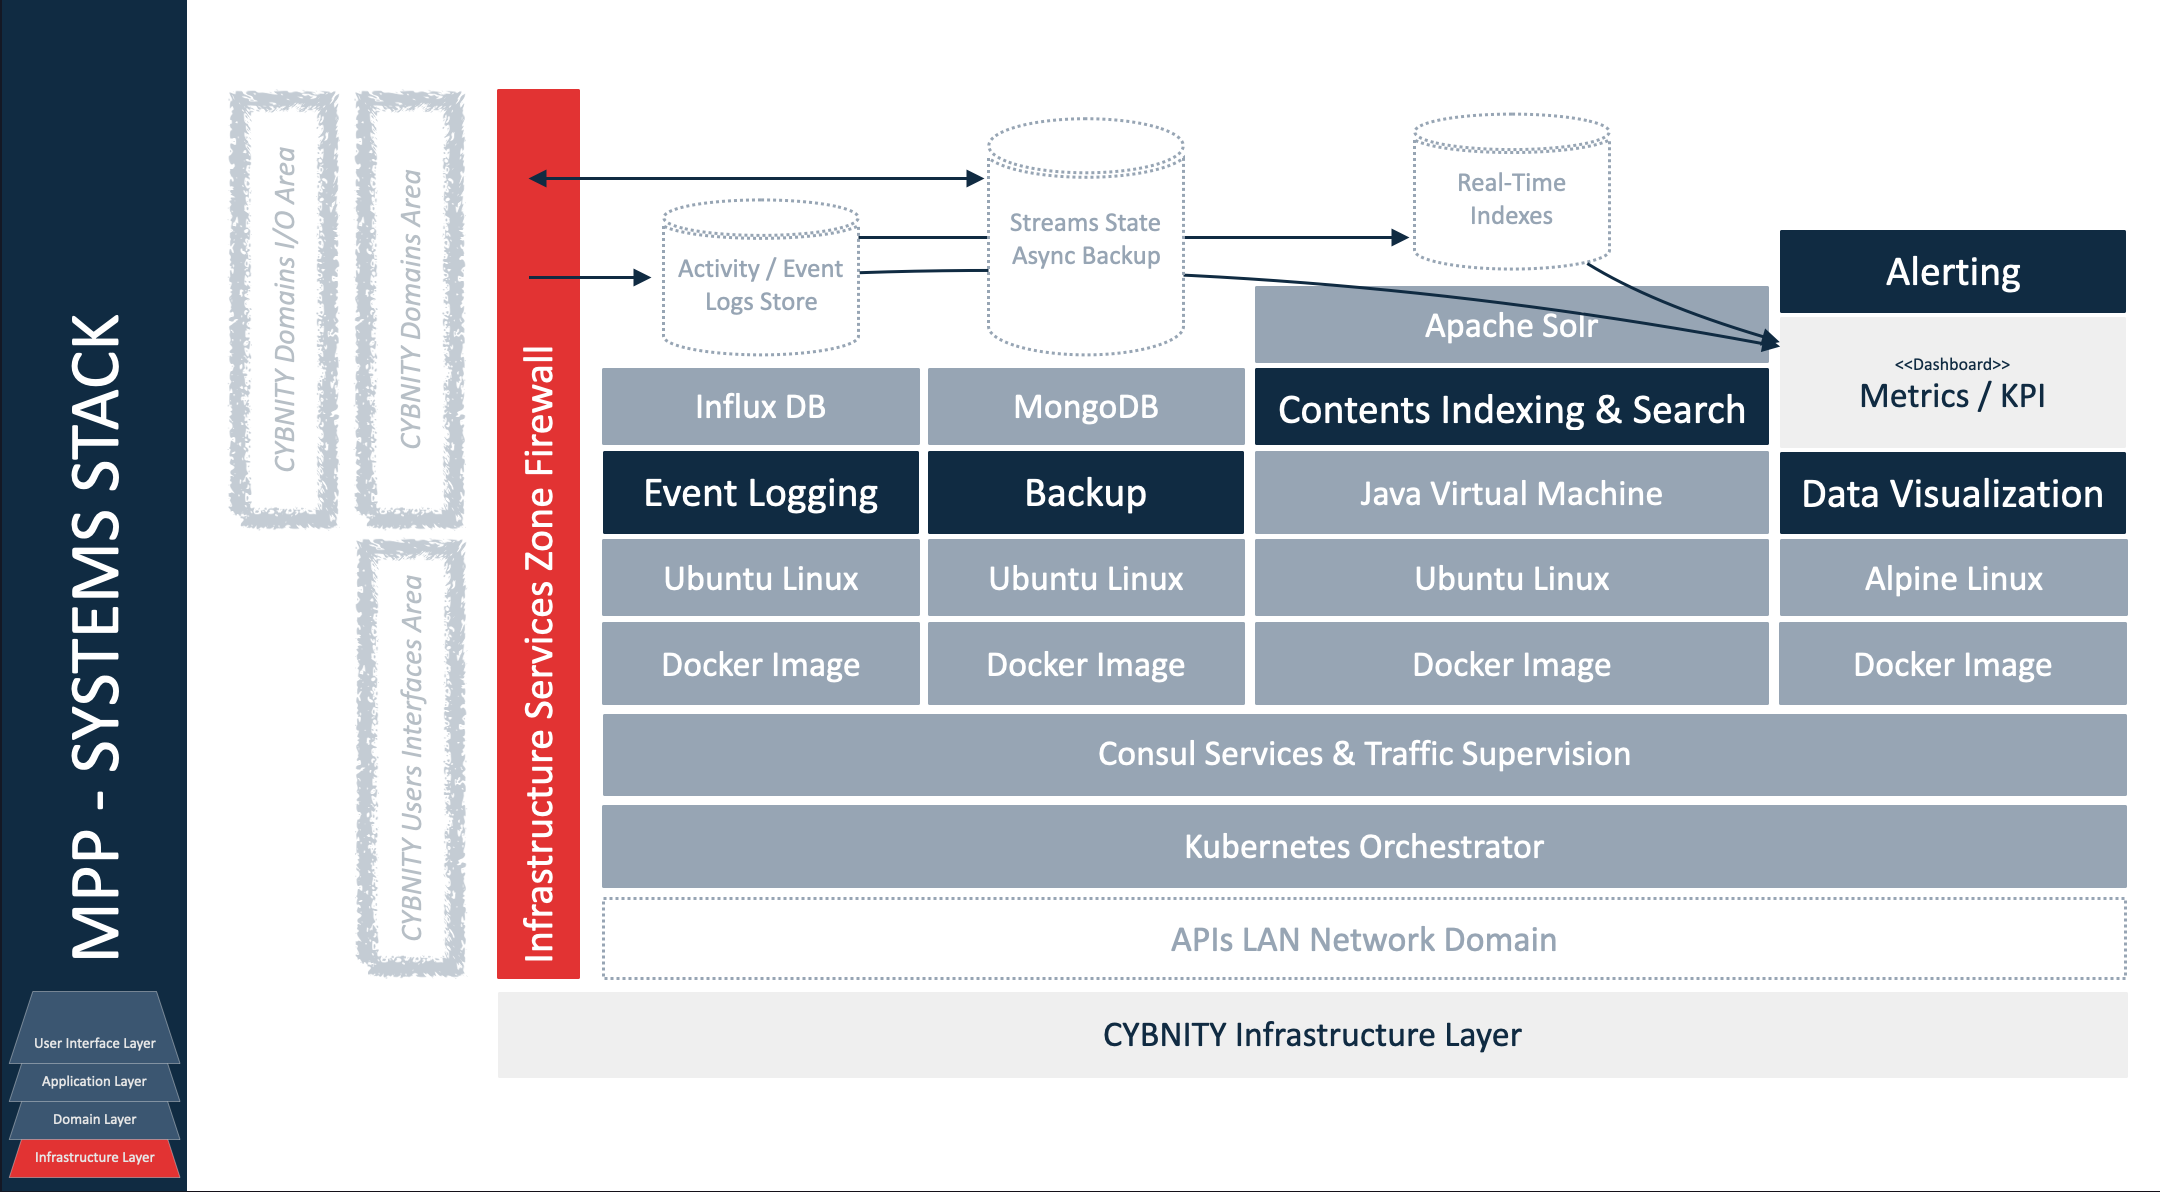 MPP - SYSTEMS STACK
User Interface Layer
Application Layer
Domain Layer
Infrastructure Layer
CYBNITY Domains I/O Area
CYBNITY Domains Area
CYBNITY Users Interfaces Area
Infrastructure Services Zone Firewall
Activity / Event
Logs Store
Streams State
Async Backup
Real-Time
Indexes
Alerting
Apache Solr
<<Dashboard>>
Metrics / KPI
Influx DB
MongoDB
Contents Indexing & Search
Event Logging
Backup
Java Virtual Machine
Data Visualization
Ubuntu Linux
Ubuntu Linux
Ubuntu Linux
Alpine Linux
Docker Image
Docker Image
Docker Image
Docker Image
Consul Services & Traffic Supervision
Kubernetes Orchestrator
APIs LAN Network Domain
CYBNITY Infrastructure Layer